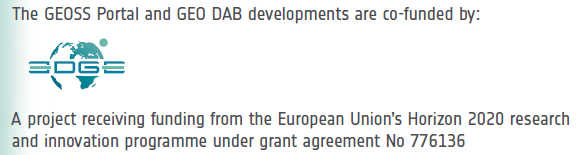 The GEOSS Portal and GEO DAB developments are co-funded by:
EDGE
A project receiving funding from the European Union's Horizon 2020 research
and innovation programme under grant agreement No 776136